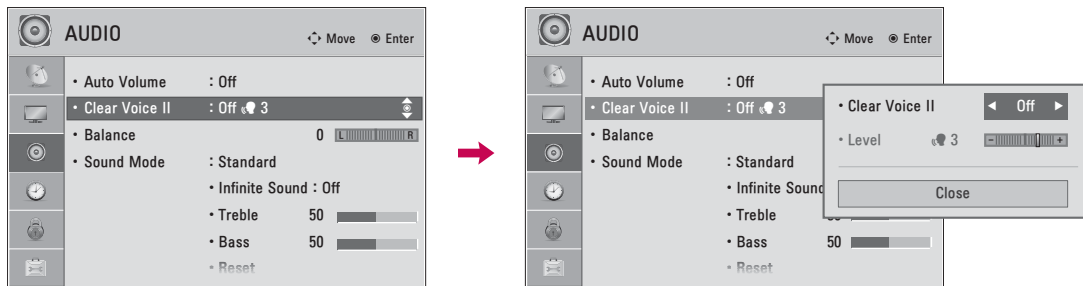 AUDIO
Move Enter
• Auto Volume : Off
• Clear Voice II : Off 3
• Balance 0 L R
• Sound Mode : Standard
• Infinite Sound : Off
• Treble 50
• Bass 50
• Reset
AUDIO
Move Enter
• Auto Volume : Off
• Clear Voice II : Off 3
• Balance
• Sound Mode : Standard
• Infinite Sound
• Treble
• Bass 50
• Reset
• Clear Voice II ◄ Off ►
• Level 3 - +
Close